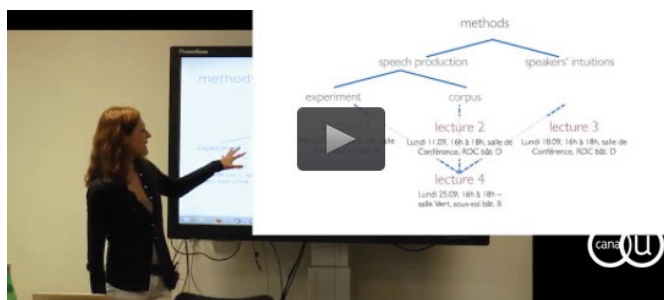 Promethean
methods
speech production
speakers' intuitions
experiment
corpus
lecture 2
Lundi 11.09, 16h à 18h, salle de
Conférence, RDC bât. D
lecture 3
Lundi 18.09, 16h à 18h, salle de
Conférence, RDC bât. D
lecture 4
Lundi 25.09, 16h à 18h –
salle Vert, sous-sol bât. B
methods
canal
U